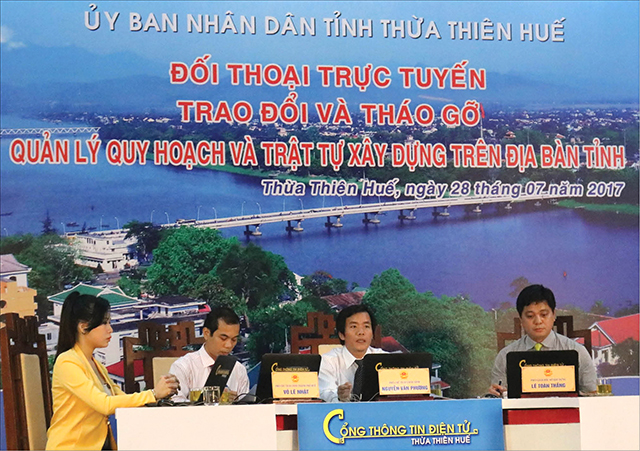 ỦY BAN NHÂN DÂN TỈNH THỪA THIÊN HUẾ
ĐỐI THOẠI TRỰC TUYẾN
TRAO ĐỔI VÀ THÁO GỠ
QUẢN LÝ QUY HOẠCH VÀ TRẬT TỰ XÂY DỰNG TRÊN ĐỊA BÀN TỈNH
Thừa Thiên Huế, ngày 28 tháng 07 năm 2017
VÕ LÊ NHẬT
NGUYỄN VĂN PHƯƠNG
LÊ TOÀN THẮNG
CỔNG THÔNG TIN ĐIỆN TỬ
THỪA THIÊN HUẾ